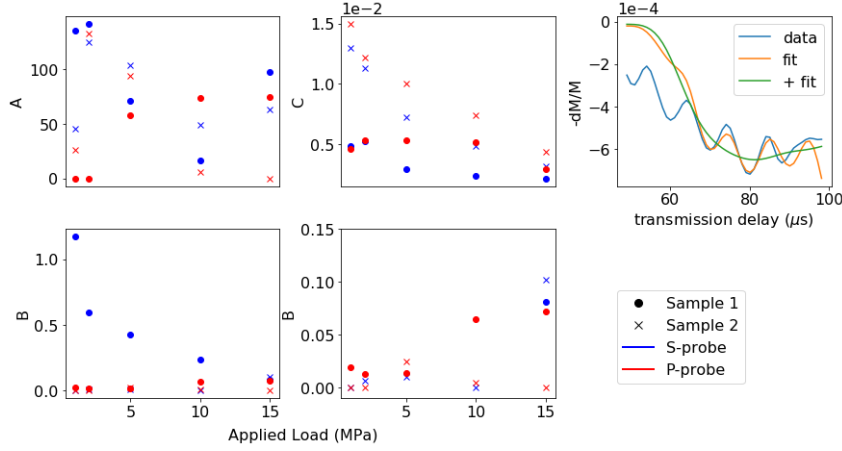 A
100
50
0
1e−2
C
1.5
1.0
0.5
1e−4
-dM/M
0
−2
−4
−6
data
fit
+ fit
60
80
100
transmission delay (μs)
B
1.0
0.5
0.0
5
10
15
B
0.15
0.10
0.05
0.00
5
10
15
Applied Load (MPa)
Sample 1
Sample 2
S-probe
P-probe